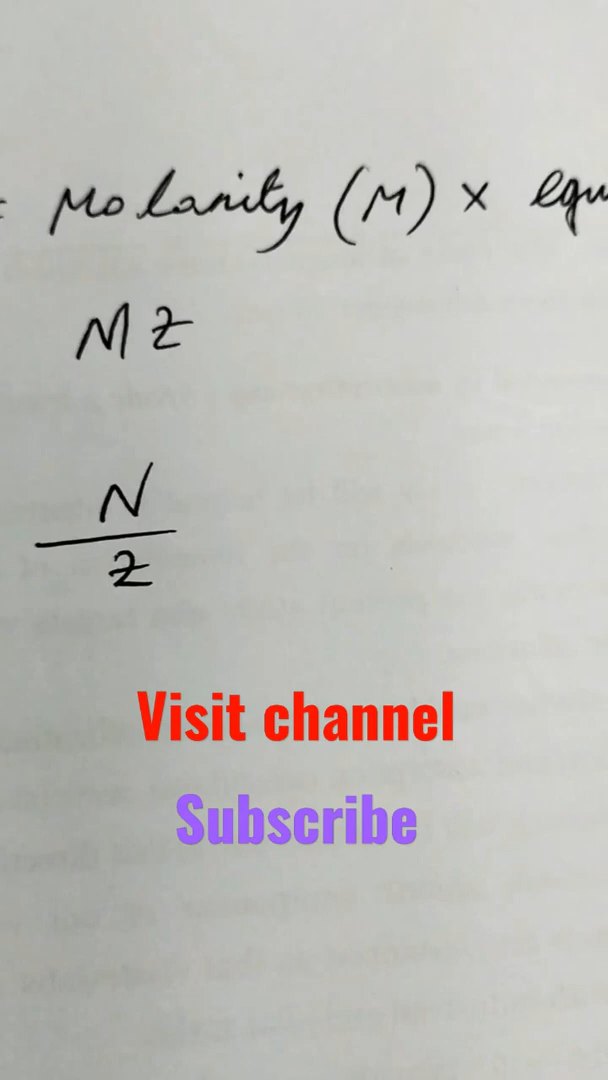 = Molarity (M) × equ
MZ
N
Z
Visit channel
Subscribe